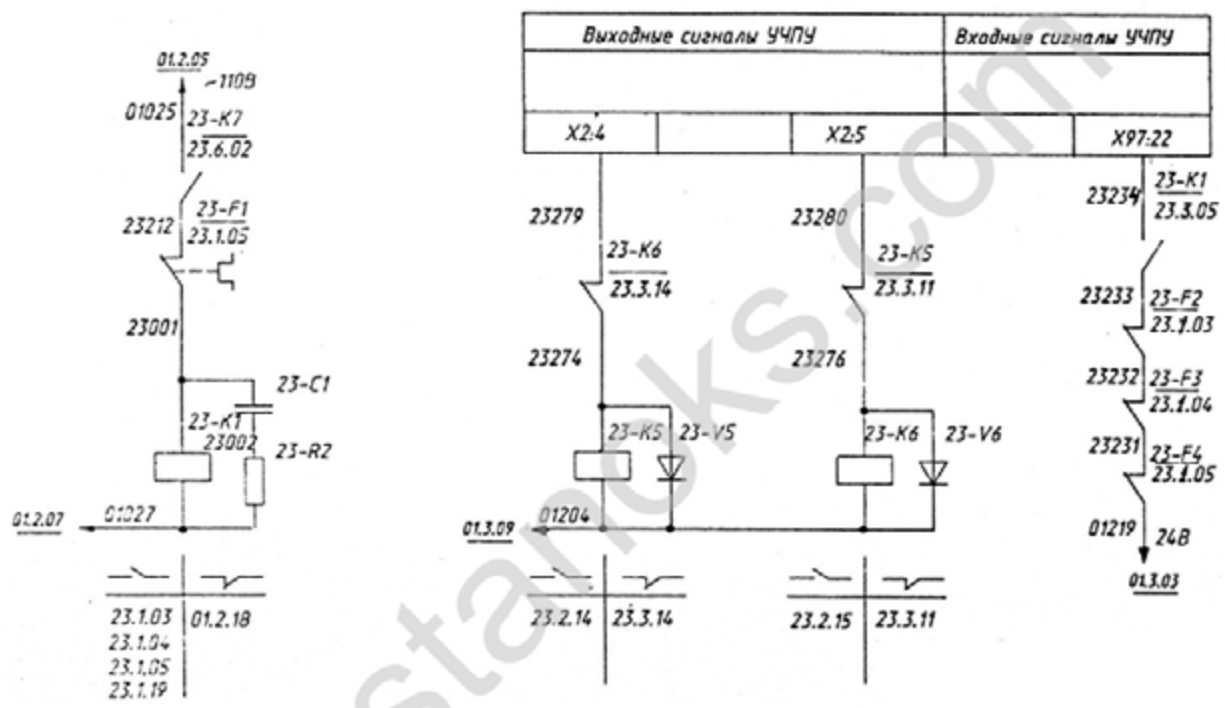 01.2.05
~110В
01025
23-К7
23.6.02
23212
23-F1
23.1.05
23001
23-C1
23-К1
23002
23-R2
01.2.07
01027
23.1.03
01.2.18
23.1.04
23.1.05
23.1.19
Выходные сигналы УЧПУ
Входные сигналы УЧПУ
X2:4
X2:5
X97:22
23279
23-К6
23.3.14
23274
23-К5
23-V5
01.3.09
01204
23.2.14
23.3.14
23280
23-К5
23.3.11
23276
23-К6
23-V6
23.2.15
23.3.11
23234
23-К1
23.3.05
23233
23-F2
23.1.03
23232
23-F3
23.1.04
23231
23-F4
23.1.05
01219
24В
01.3.03
stanoks.com